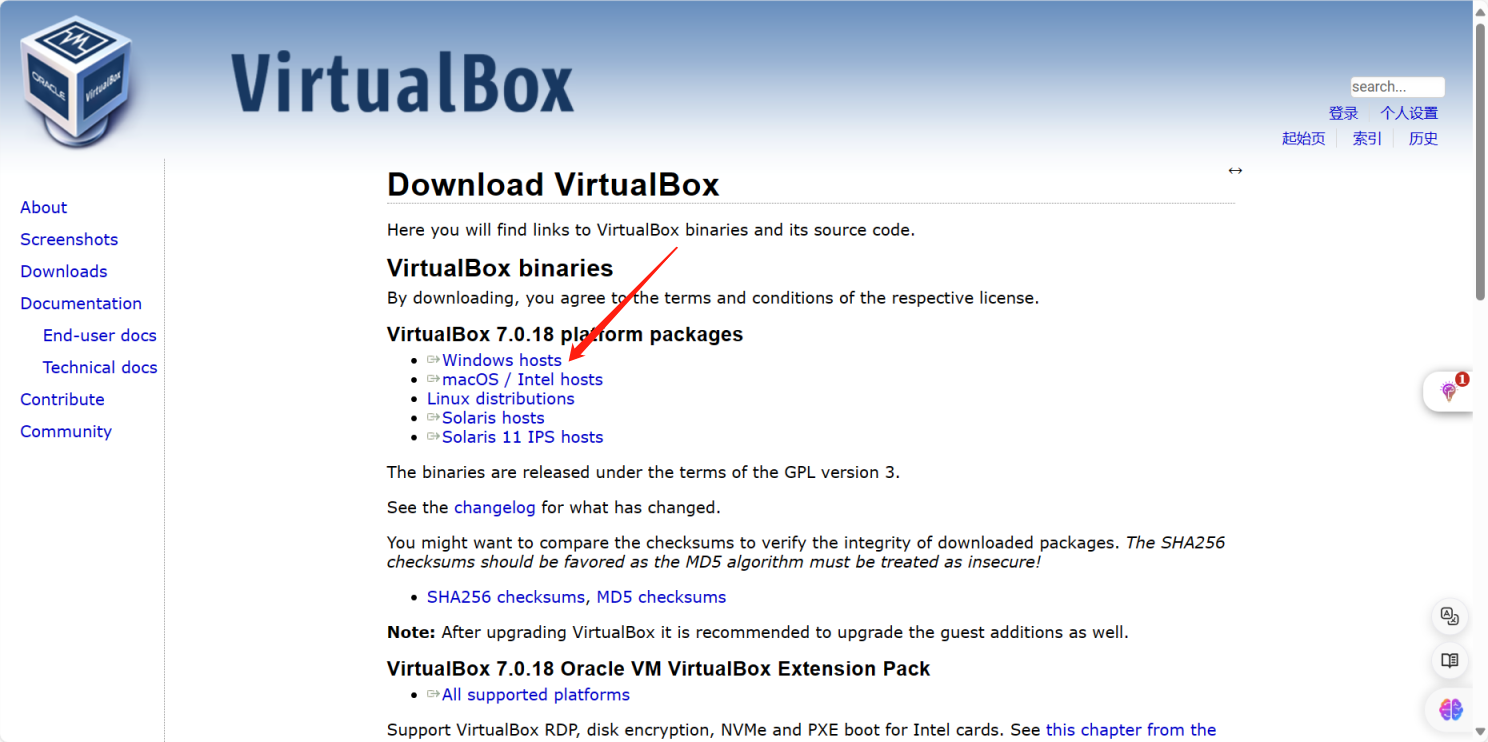 ORACLE
VirtualBox
VirtualBox
search...
登录 个人设置
起始页 索引 历史
About
Screenshots
Downloads
Documentation
End-user docs
Technical docs
Contribute
Community
Download VirtualBox
Here you will find links to VirtualBox binaries and its source code.
VirtualBox binaries
By downloading, you agree to the terms and conditions of the respective license.
VirtualBox 7.0.18 platform packages
Windows hosts
macOS / Intel hosts
Linux distributions
Solaris hosts
Solaris 11 IPS hosts
The binaries are released under the terms of the GPL version 3.
See the changelog for what has changed.
You might want to compare the checksums to verify the integrity of downloaded packages. The SHA256
checksums should be favored as the MD5 algorithm must be treated as insecure!
SHA256 checksums, MD5 checksums
Note: After upgrading VirtualBox it is recommended to upgrade the guest additions as well.
VirtualBox 7.0.18 Oracle VM VirtualBox Extension Pack
All supported platforms
Support VirtualBox RDP, disk encryption, NVMe and PXE boot for Intel cards. See this chapter from the
1